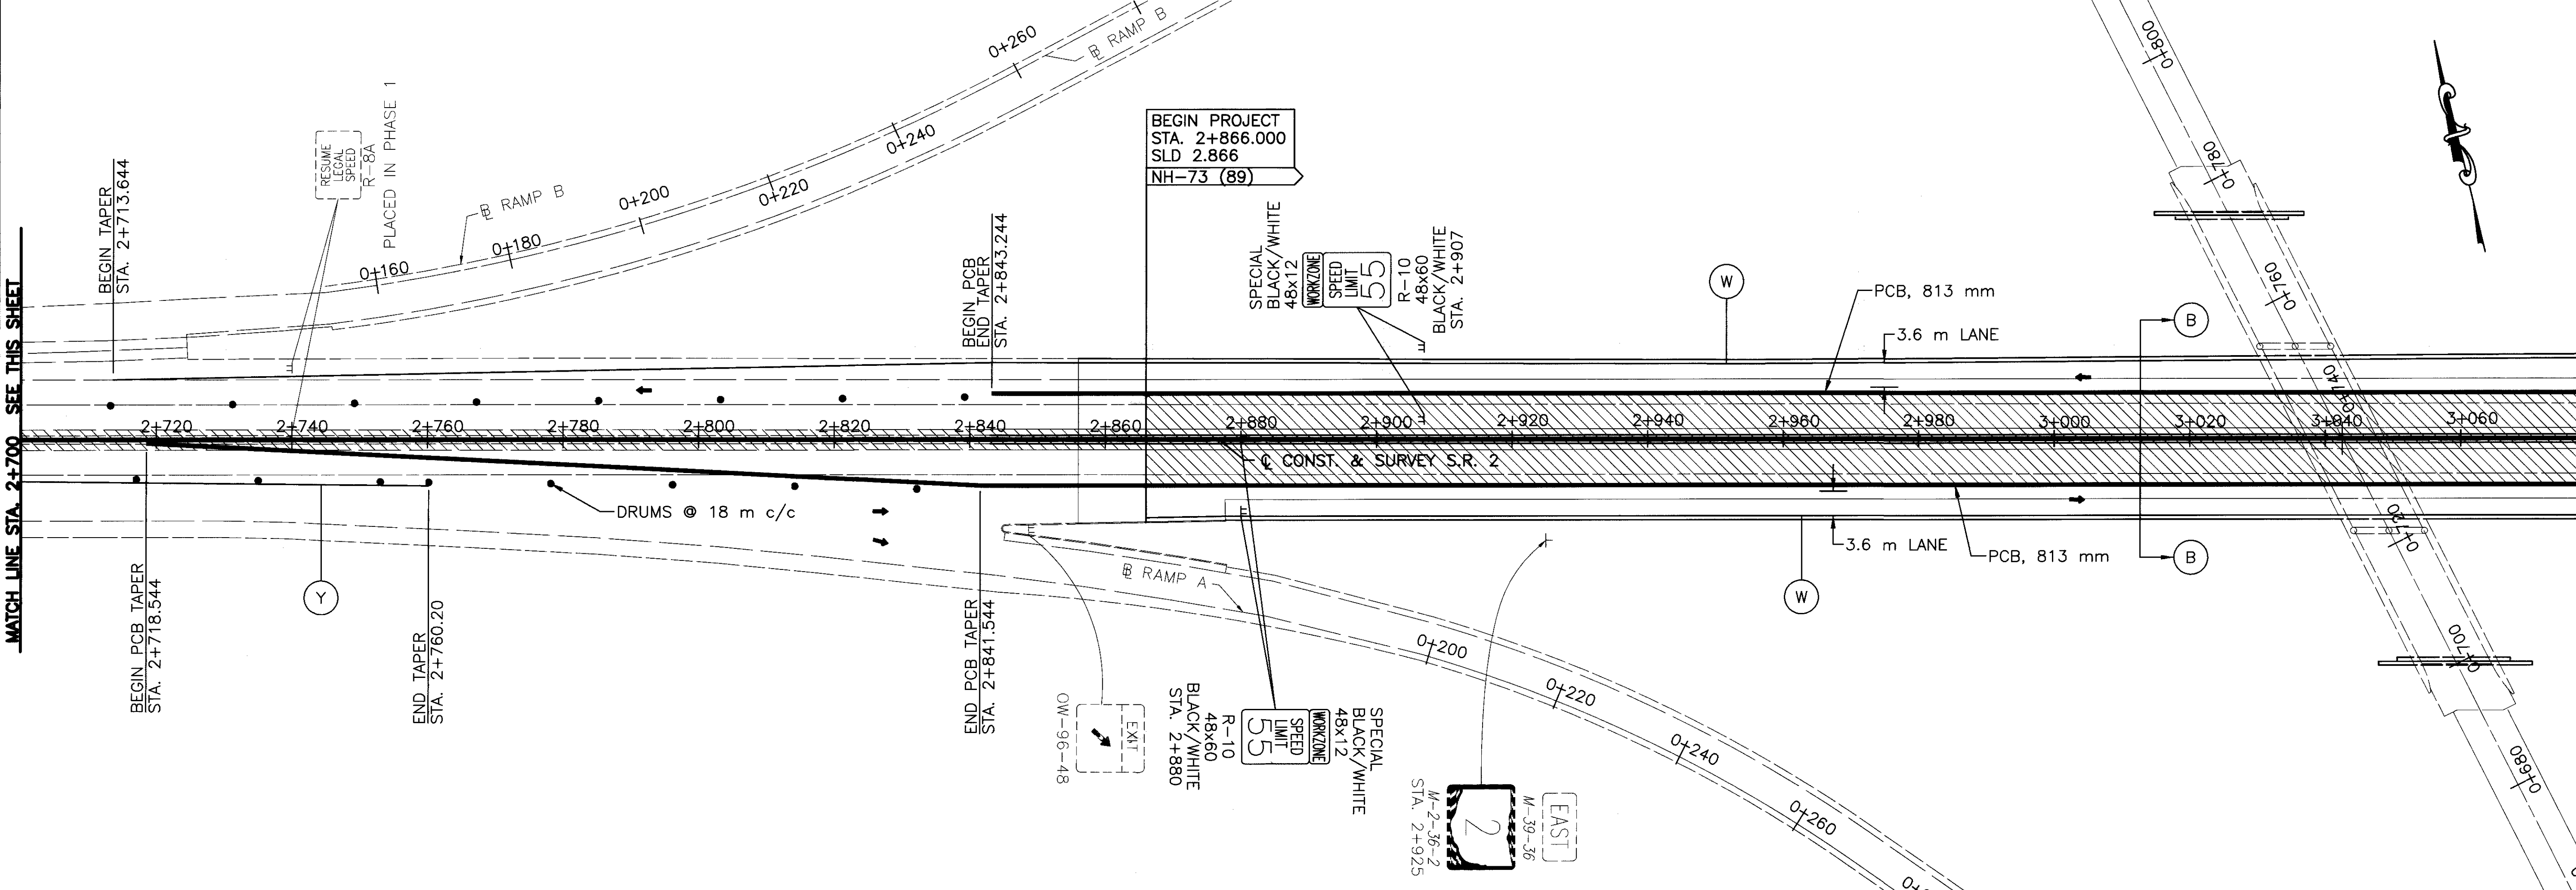 MATCH LINE STA. 2+700 SEE THIS SHEET
BEGIN TAPER
STA. 2+713.644
RESUME
LEGAL
SPEED
R-8A
PLACED IN PHASE 1
℄ RAMP B
0+160
0+180
0+200
0+220
0+240
0+260
℄ RAMP B
BEGIN PCB
END TAPER
STA. 2+843.244
BEGIN PROJECT
STA. 2+866.000
SLD 2.866
NH-73 (89)
SPECIAL
BLACK/WHITE
48x12
WORKZONE
SPEED
LIMIT
55
R-10
48x60
BLACK/WHITE
STA. 2+907
W
PCB, 813 mm
3.6 m LANE
B
0+800
0+780
0+760
0+740
0+720
0+700
0+680
2+720
2+740
2+760
2+780
2+800
2+820
2+840
2+860
2+880
2+900
2+920
2+940
2+960
2+980
3+000
3+020
3+040
3+060
℄ CONST. & SURVEY S.R. 2
DRUMS @ 18 m c/c
BEGIN PCB TAPER
STA. 2+718.544
Y
END TAPER
STA. 2+760.20
END PCB TAPER
STA. 2+841.544
3.6 m LANE
PCB, 813 mm
B
W
℄ RAMP A
0+200
0+220
0+240
0+260
EXIT
OW-96-48
SPECIAL
BLACK/WHITE
48x12
WORKZONE
SPEED
LIMIT
55
R-10
48x60
BLACK/WHITE
STA. 2+880
EAST
M-39-36
2
M-2-36-2
STA. 2+925